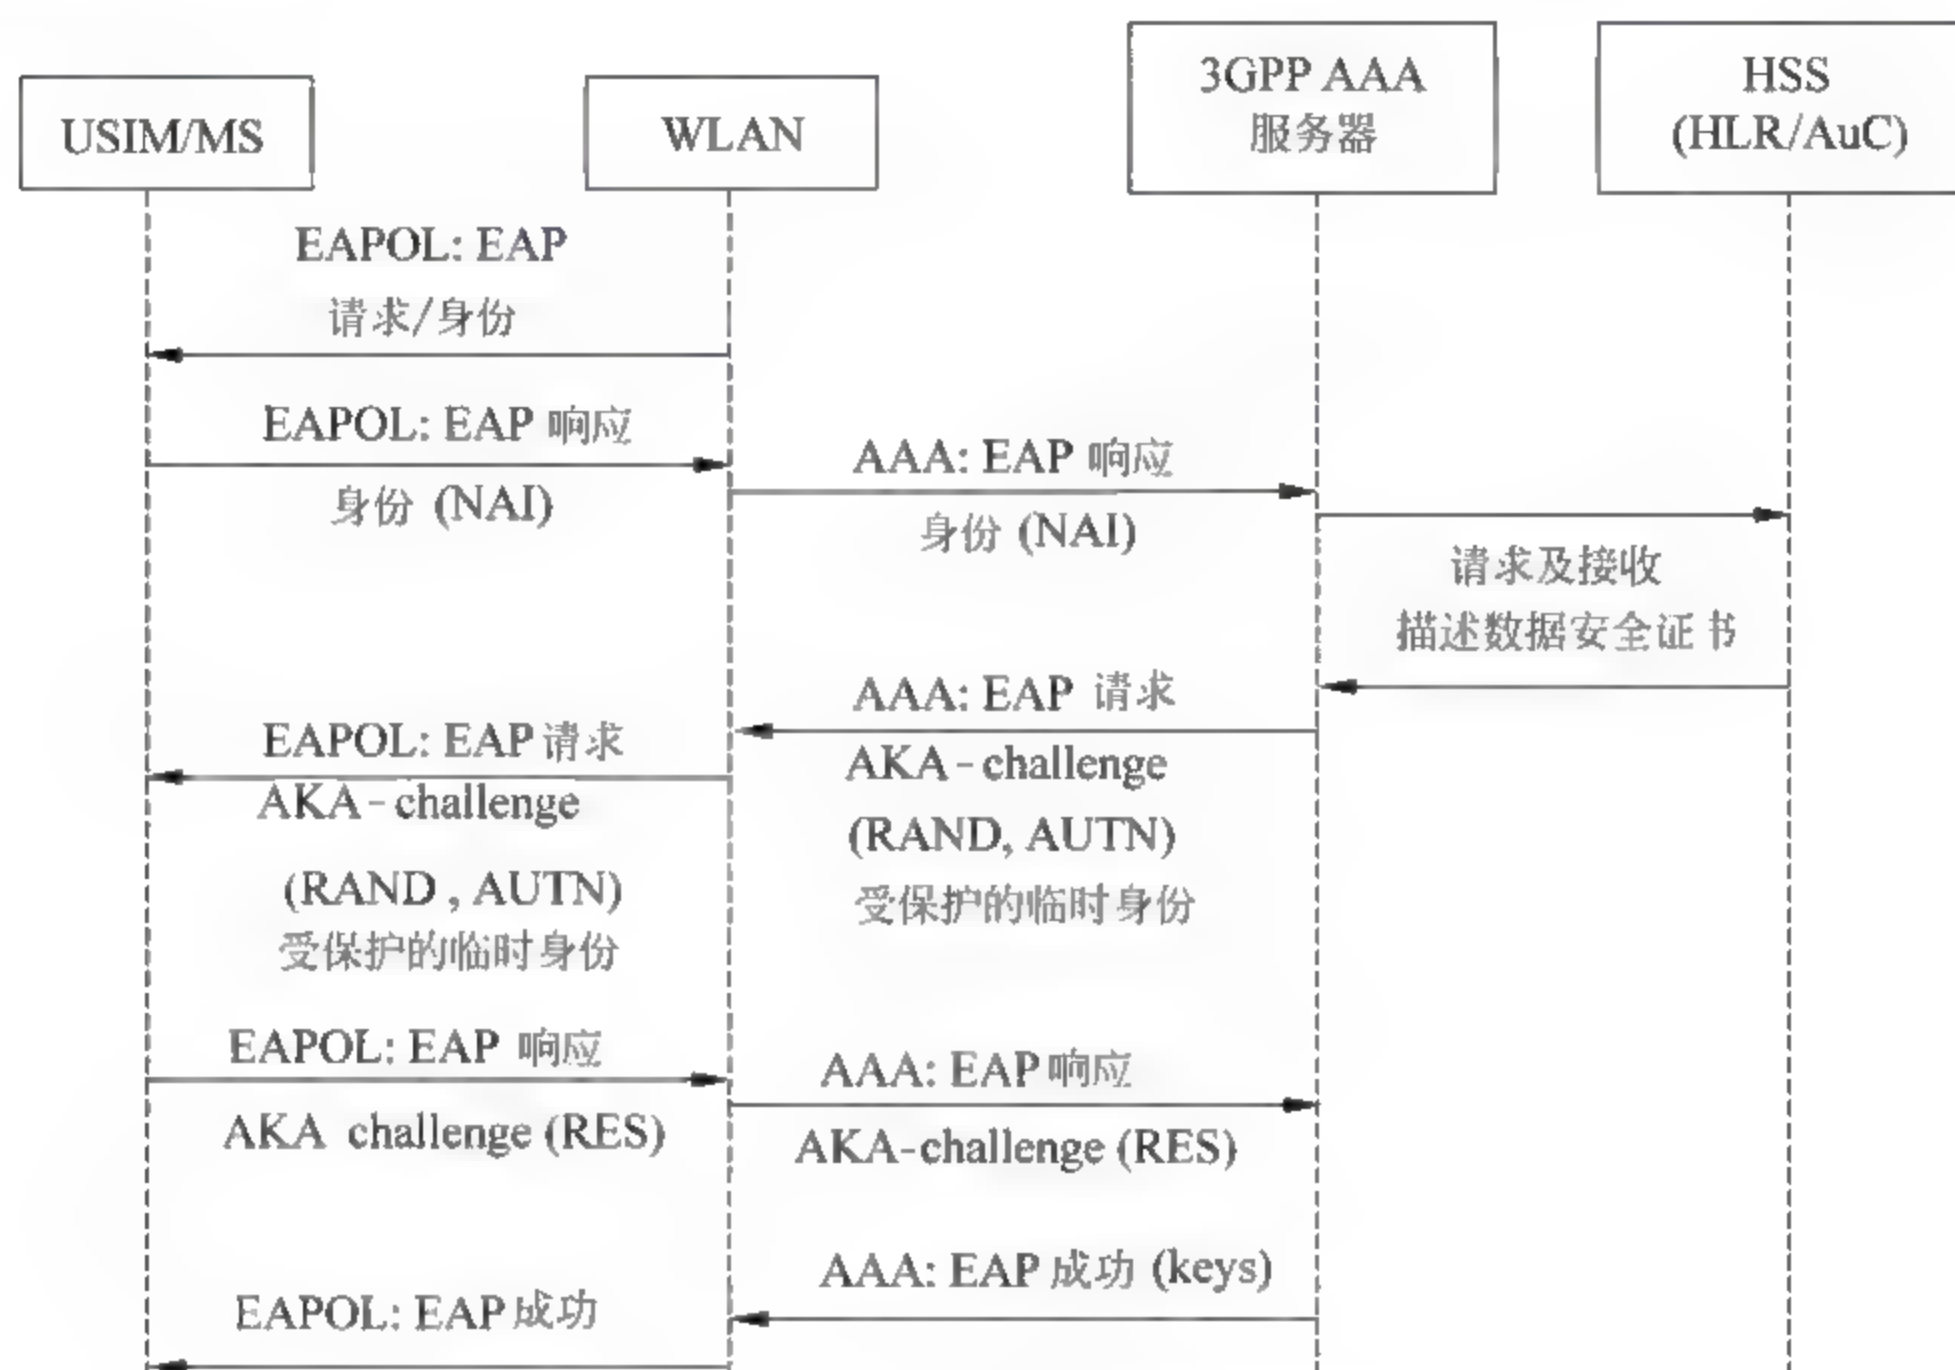 USIM/MS
WLAN
3GPP AAA
服务器
HSS
(HLR/AuC)
EAPOL: EAP
请求/身份
EAPOL: EAP 响应
身份 (NAI)
AAA: EAP 响应
身份 (NAI)
请求及接收
描述数据安全证书
AAA: EAP 请求
AKA-challenge
(RAND, AUTN)
受保护的临时身份
EAPOL: EAP 请求
AKA-challenge
(RAND , AUTN)
受保护的临时身份
EAPOL: EAP 响应
AKA challenge (RES)
AAA: EAP 响应
AKA-challenge (RES)
AAA: EAP 成功 (keys)
EAPOL: EAP 成功